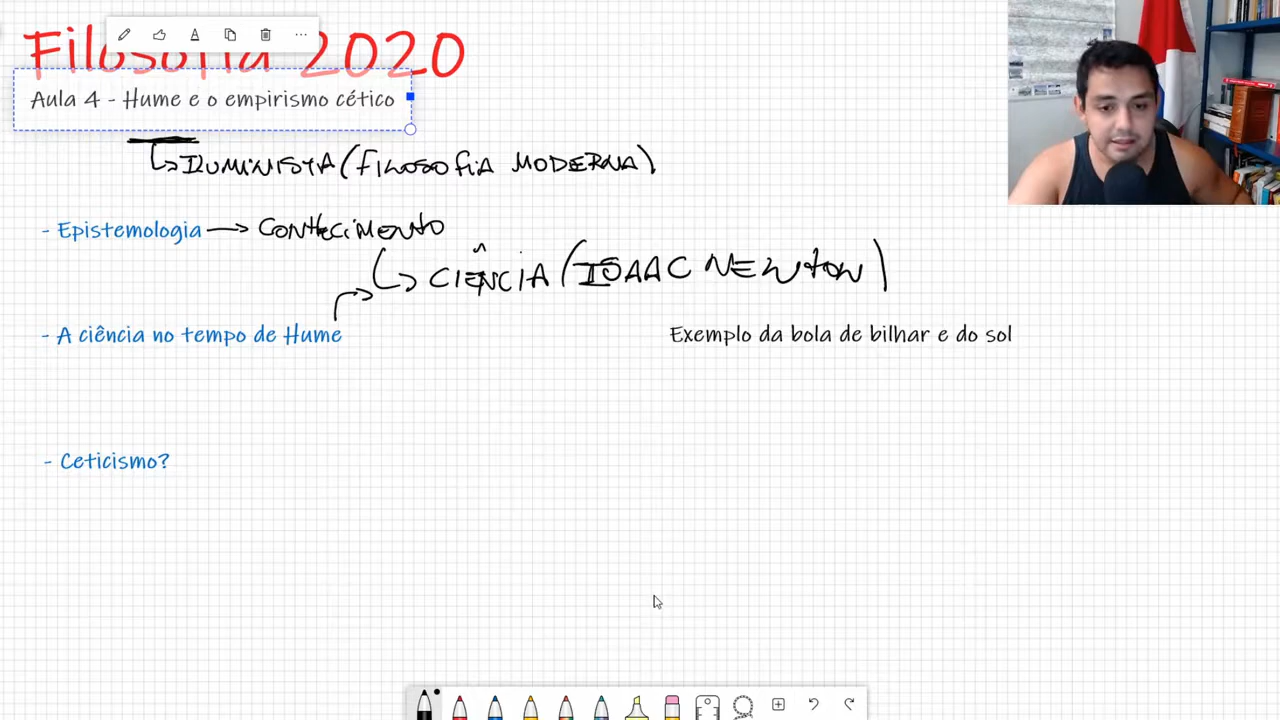 Filosofia 2020
Aula 4 - Hume e o empirismo cético
ILUMINISTA (FILOSOFIA MODERNA)
- Epistemologia → CONHECIMENTO
CIÊNCIA (ISAAC NEWTON)
- A ciência no tempo de Hume
Exemplo da bola de bilhar e do sol
- Ceticismo?